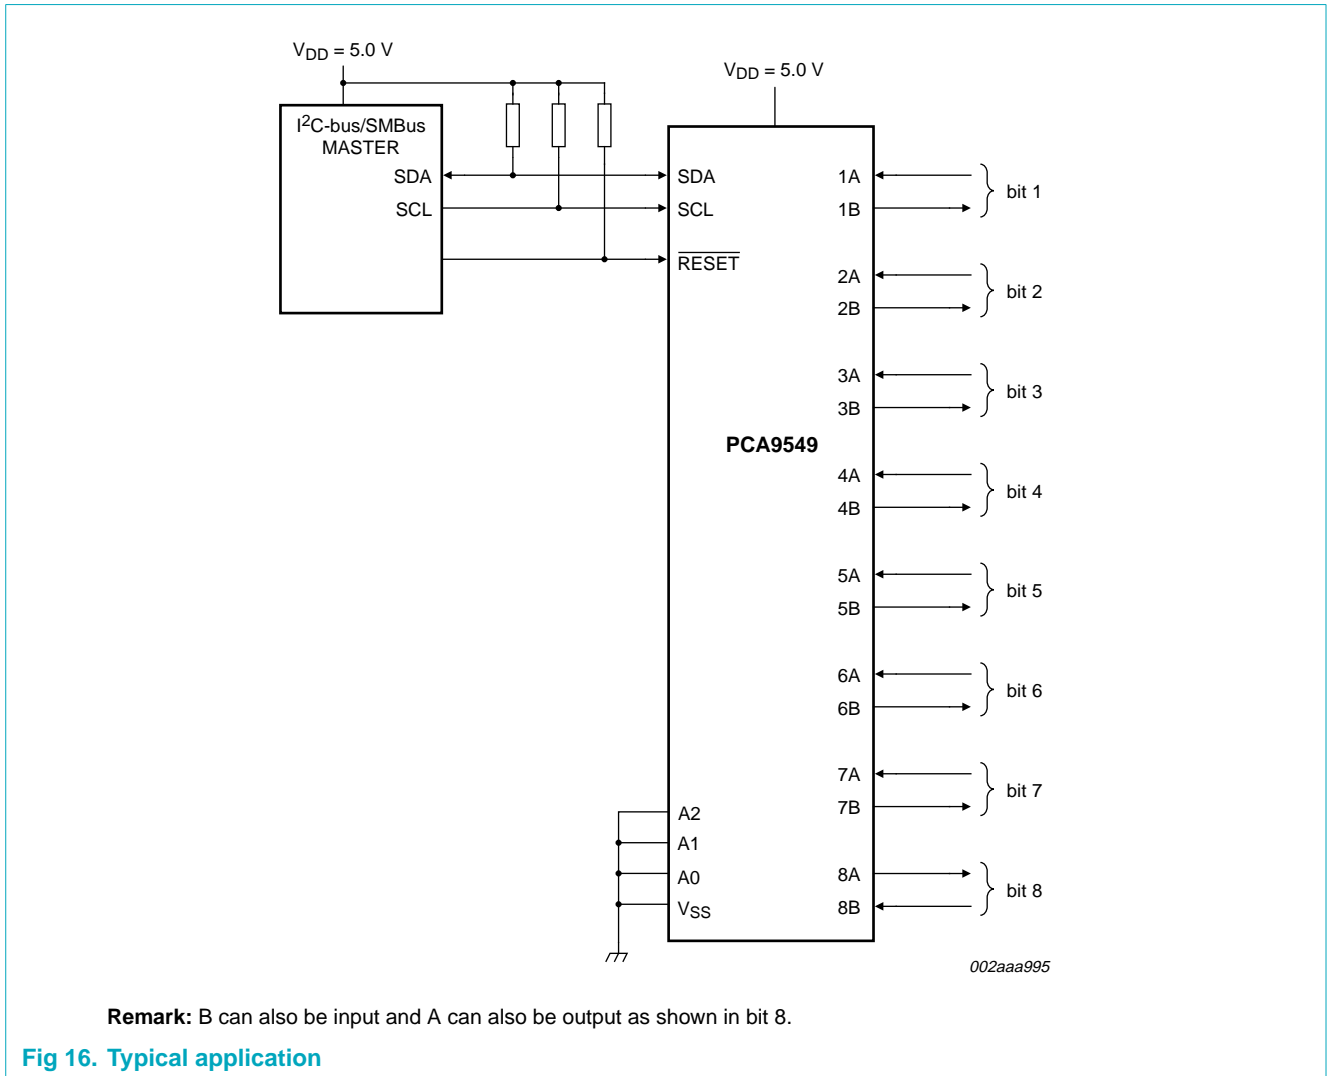 V_DD = 5.0 V
V_DD = 5.0 V
I²C-bus/SMBus
MASTER
SDA
SCL
SDA
SCL
RESET
1A
1B
bit 1
2A
2B
bit 2
3A
3B
bit 3
PCA9549
4A
4B
bit 4
5A
5B
bit 5
6A
6B
bit 6
7A
7B
bit 7
A2
A1
A0
V_SS
8A
8B
bit 8
002aaa995
Remark: B can also be input and A can also be output as shown in bit 8.
Fig 16. Typical application